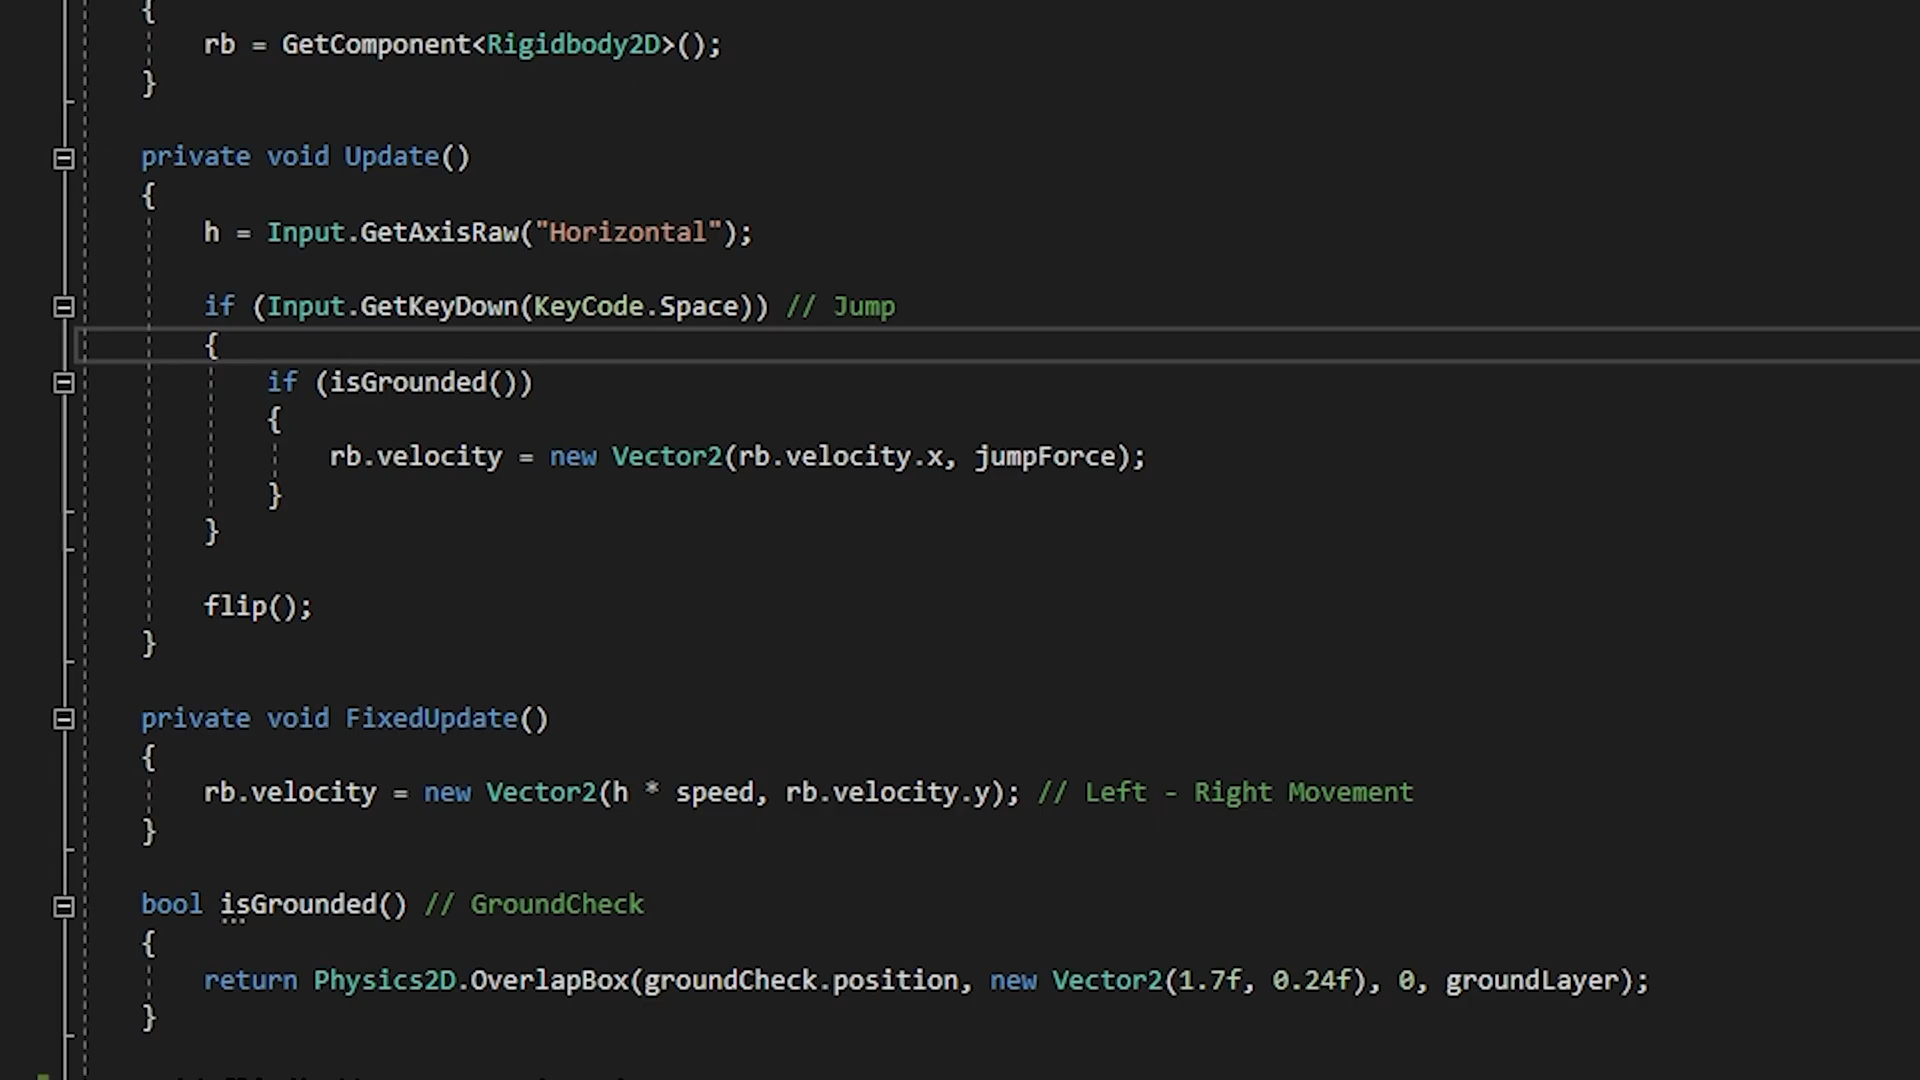 {
rb = GetComponent<Rigidbody2D>();
}
private void Update()
{
h = Input.GetAxisRaw("Horizontal");
if (Input.GetKeyDown(KeyCode.Space)) // Jump
{
if (isGrounded())
{
rb.velocity = new Vector2(rb.velocity.x, jumpForce);
}
}
flip();
}
private void FixedUpdate()
{
rb.velocity = new Vector2(h * speed, rb.velocity.y); // Left - Right Movement
}
bool isGrounded() // GroundCheck
{
return Physics2D.OverlapBox(groundCheck.position, new Vector2(1.7f, 0.24f), 0, groundLayer);
}